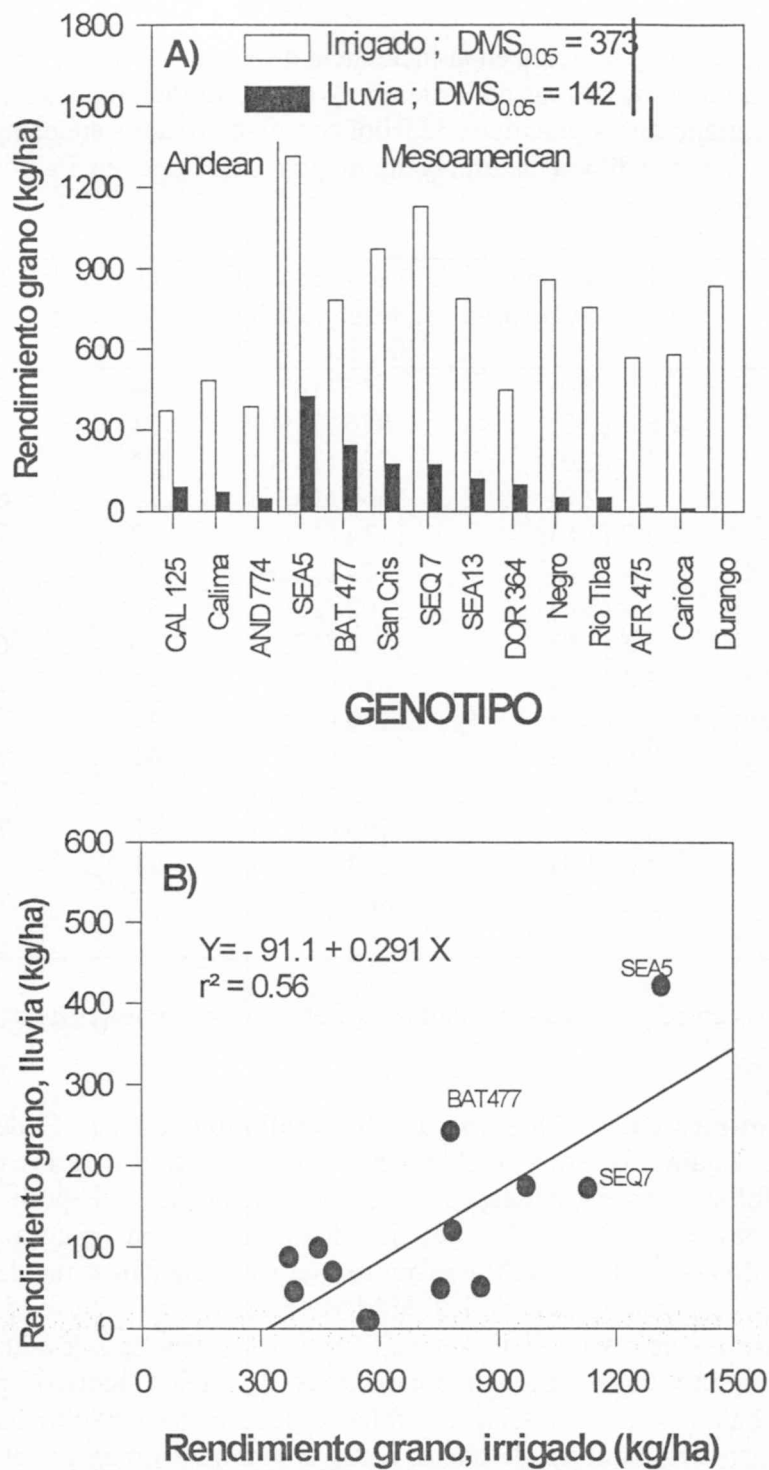 A)
Irrigado ; DMS0.05 = 373
Lluvia ; DMS0.05 = 142
Andean
Mesoamerican
Rendimiento grano (kg/ha)
1800
1500
1200
900
600
300
0
CAL 125
Calima
AND 774
SEA5
BAT 477
San Cris
SEQ 7
SEA13
DOR 364
Negro
Rio Tiba
AFR 475
Carioca
Durango
GENOTIPO
B)
Y= - 91.1 + 0.291 X
r² = 0.56
SEA5
BAT477
SEQ7
Rendimiento grano, lluvia (kg/ha)
600
500
400
300
200
100
0
0 300 600 900 1200 1500
Rendimiento grano, irrigado (kg/ha)